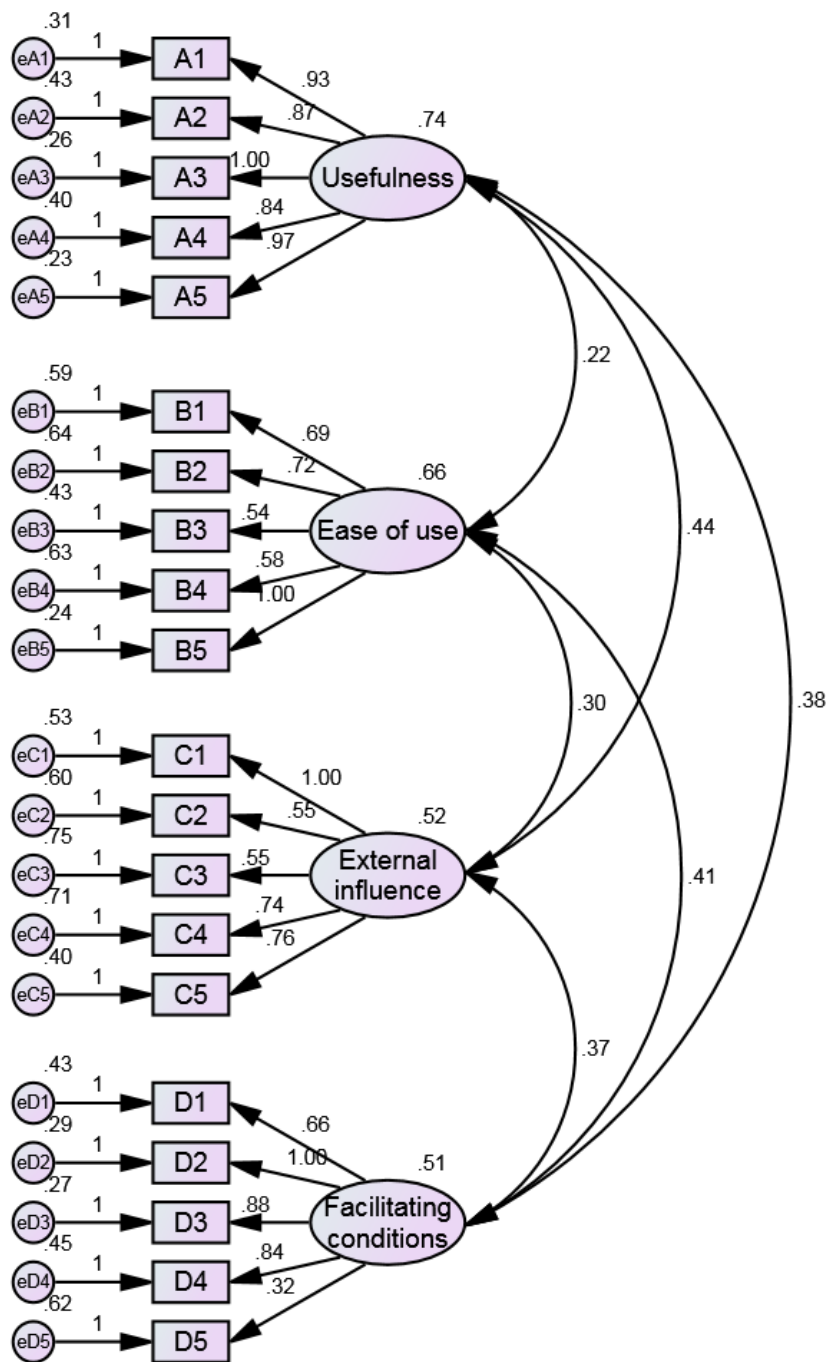 .31
eA1 1 A1 .93
.43
eA2 1 A2 .87 .74
.26
eA3 1 A3 1.00 Usefulness
.40
eA4 1 A4 .84
.23 .97
eA5 1 A5
.22
.59
eB1 1 B1 .69
.64
eB2 1 B2 .72 .66
.43
eB3 1 B3 .54 Ease of use .44
.63
eB4 1 B4 .58
.24 1.00
eB5 1 B5
.30 .38
.53
eC1 1 C1 1.00
.60
eC2 1 C2 .55 .52
.75
eC3 1 C3 .55 External
influence .41
.71
eC4 1 C4 .74
.40 .76
eC5 1 C5
.37
.43
eD1 1 D1 .66
.29
eD2 1 D2 1.00 .51
.27
eD3 1 D3 .88 Facilitating
conditions
.45
eD4 1 D4 .84
.62 .32
eD5 1 D5